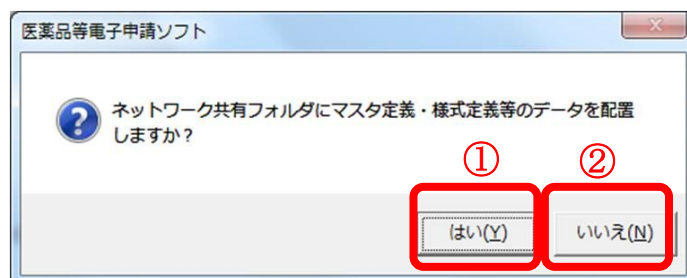 医薬品等電子申請ソフト
ネットワーク共有フォルダにマスタ定義・様式定義等のデータを配置
しますか？
① ②
はい(Y) いいえ(N)